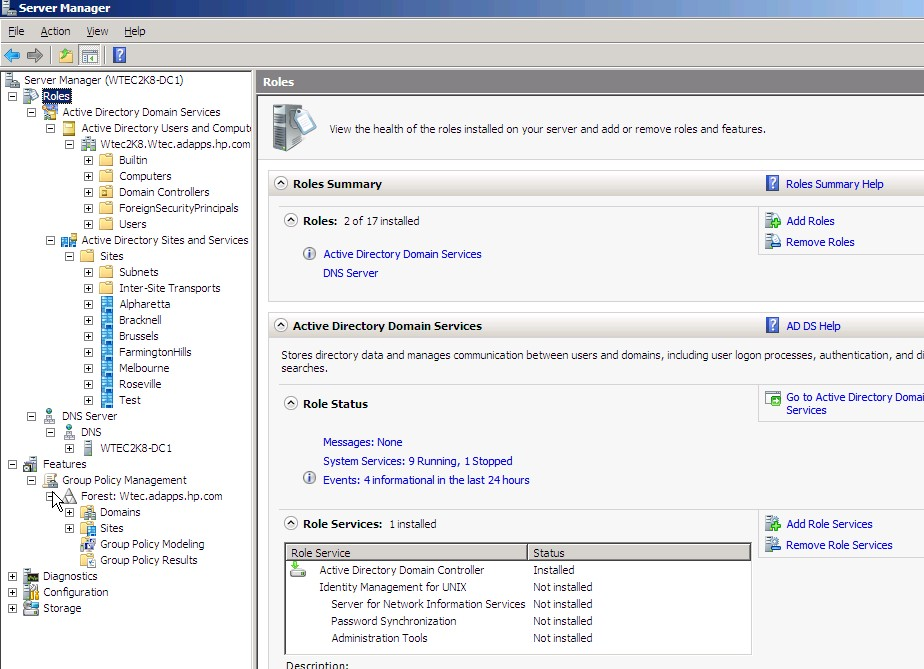 Server Manager
File Action View Help
Server Manager (WTEC2K8-DC1)
Roles
Active Directory Domain Services
Active Directory Users and Compute
Wtec2K8.Wtec.adapps.hp.com
Builtin
Computers
Domain Controllers
ForeignSecurityPrincipals
Users
Active Directory Sites and Services
Sites
Subnets
Inter-Site Transports
Alpharetta
Bracknell
Brussels
FarmingtonHills
Melbourne
Roseville
Test
DNS Server
DNS
WTEC2K8-DC1
Features
Group Policy Management
Forest: Wtec.adapps.hp.com
Domains
Sites
Group Policy Modeling
Group Policy Results
Diagnostics
Configuration
Storage
Roles
View the health of the roles installed on your server and add or remove roles and features.
Roles Summary
Roles Summary Help
Roles: 2 of 17 installed
Add Roles
Remove Roles
Active Directory Domain Services
DNS Server
Active Directory Domain Services
AD DS Help
Stores directory data and manages communication between users and domains, including user logon processes, authentication, and di
searches.
Role Status
Go to Active Directory Domai
Services
Messages: None
System Services: 9 Running, 1 Stopped
Events: 4 informational in the last 24 hours
Role Services: 1 installed
Add Role Services
Remove Role Services
Role Service Status
Active Directory Domain Controller Installed
Identity Management for UNIX Not installed
Server for Network Information Services Not installed
Password Synchronization Not installed
Administration Tools Not installed
Description: